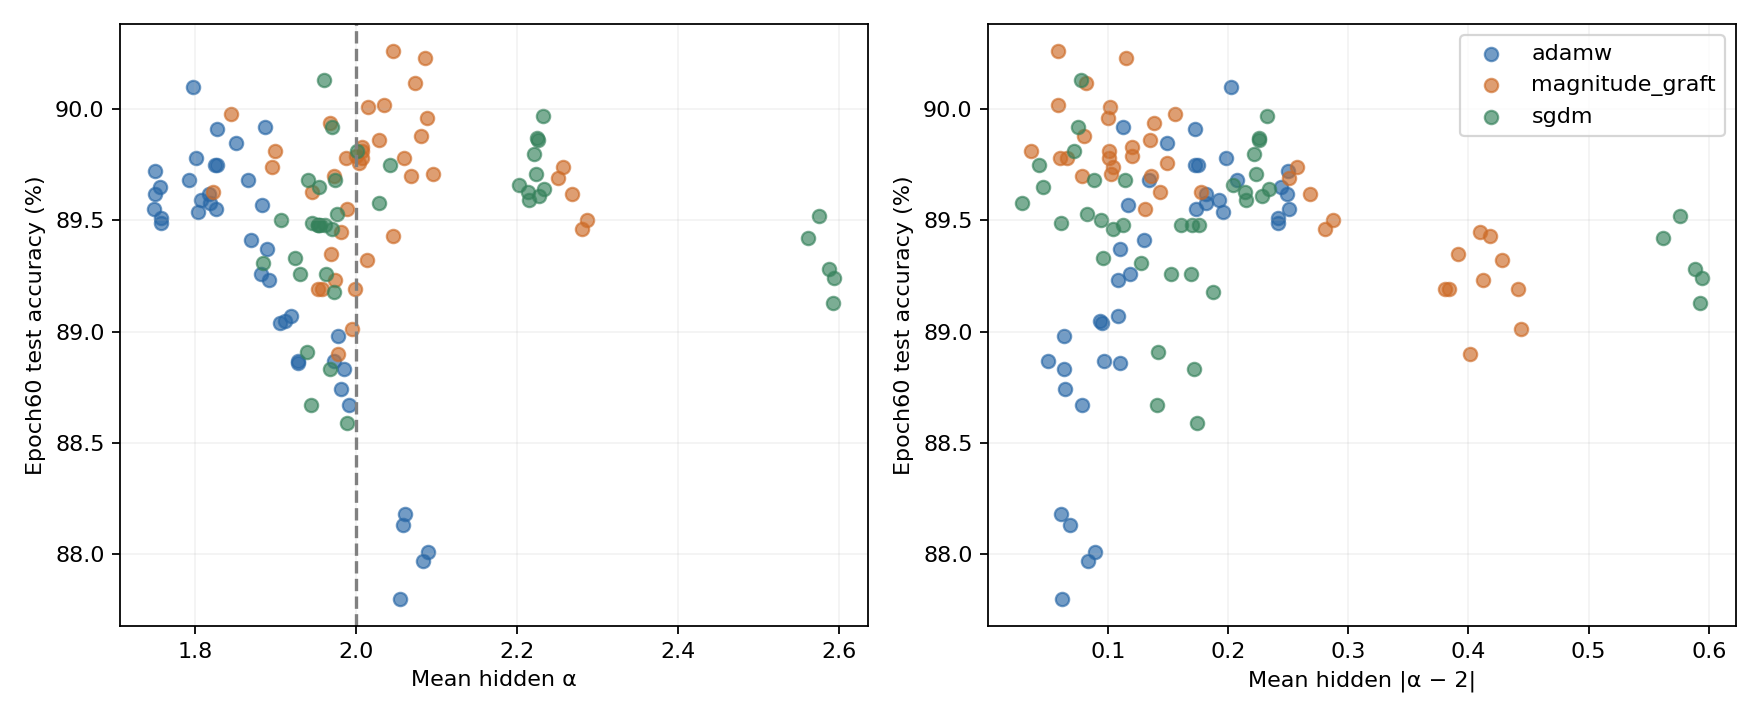 Epoch60 test accuracy (%)
90.0
89.5
89.0
88.5
88.0
1.8 2.0 2.2 2.4 2.6
Mean hidden α
Epoch60 test accuracy (%)
90.0
89.5
89.0
88.5
88.0
0.1 0.2 0.3 0.4 0.5 0.6
Mean hidden |α − 2|
adamw
magnitude_graft
sgdm